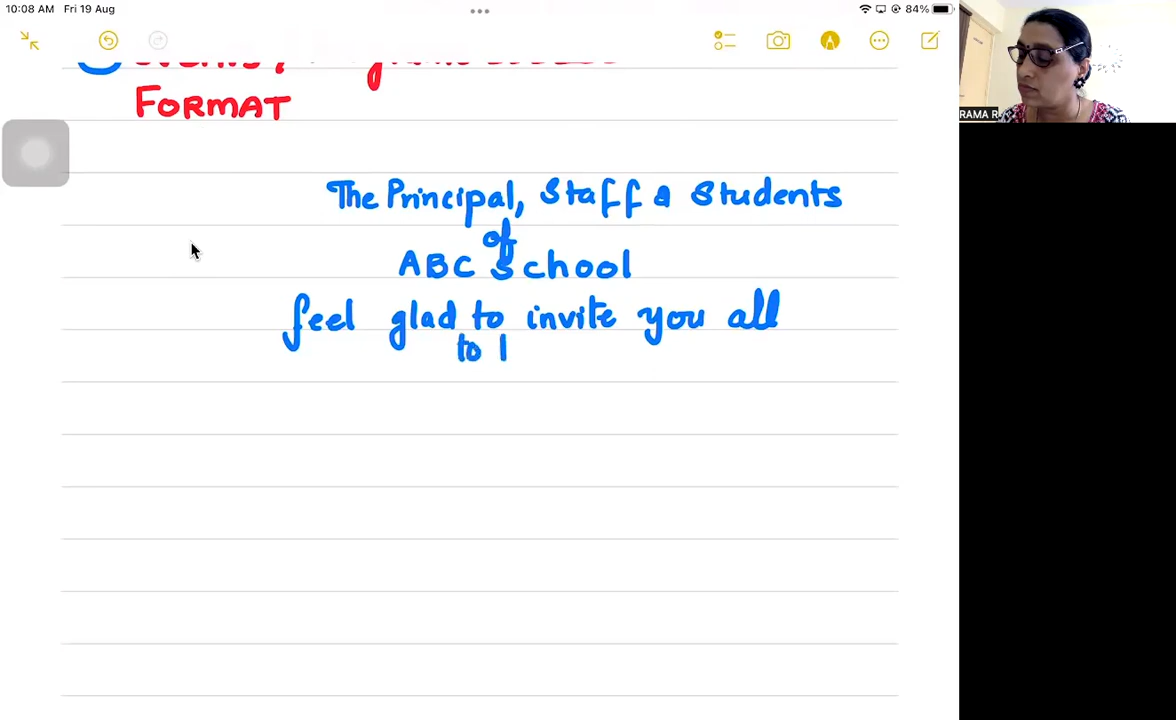 10:08 AM Fri 19 Aug
84%
FORMAT
RAMA R
The Principal, Staff & Students
of
ABC School
feel glad to invite you all
to l